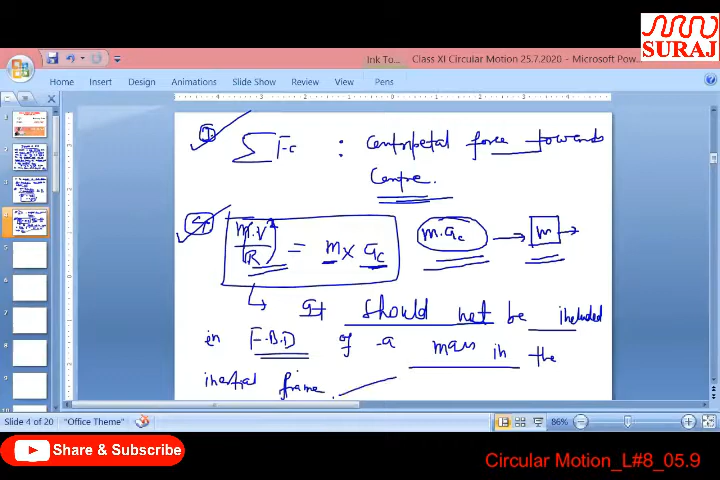 SURAJ
Ink To...
Class XI Circular Motion 25.7.2020 - Microsoft Pow...
Home Insert Design Animations Slide Show Review View Pens
ΣFc : Centripetal force towards
Centre.
m.v²/R = m × ac m.ac → m →
It should not be included
in F.B.D of a mass in the
inertial frame.
Slide 4 of 20 "Office Theme" 86%
Share & Subscribe
Circular Motion_L#8_05.9